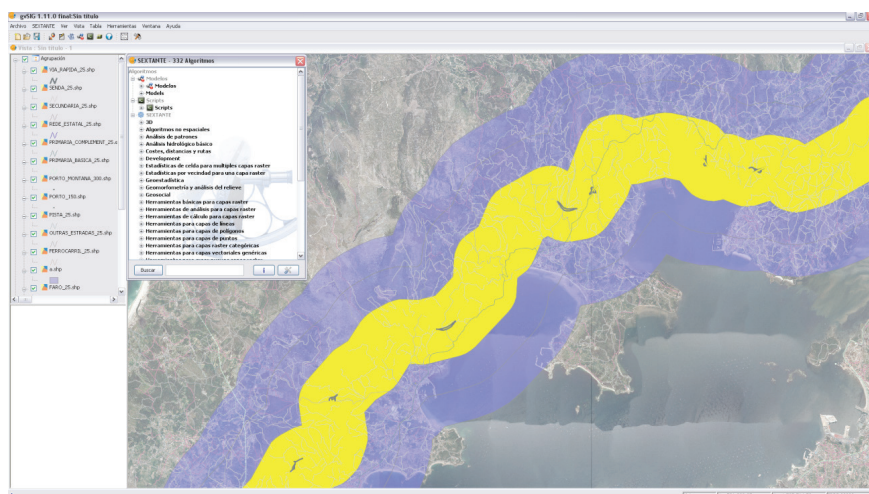 gvSIG 1.11.0 final:Sin título
Archivo SEXTANTE Ver Vista Tabla Herramientas Ventana Ayuda
Vista : Sin título - 3
Agrupación
VIA_RAPIDA_25.shp
SENDA_25.shp
SECUNDARIA_25.shp
REDE_ESTATAL_25.shp
PRIMARIA_COMPLEMENT_25.s
PRIMARIA_BASICA_25.shp
PORTO_MONTANA_300.shp
PORTO_150.shp
PISTA_25.shp
OUTRAS_ESTRADAS_25.shp
FERROCARRIL_25.shp
a.shp
FARO_25.shp
SEXTANTE - 332 Algoritmos
Algoritmos
Modelos
Modelos
Models
Scripts
Scripts
SEXTANTE
3D
Algoritmos no espaciales
Análisis de patrones
Análisis hidrológico básico
Costes, distancias y rutas
Development
Estadísticas de celda para multiples capas raster
Estadísticas por vecindad para una capa raster
Geoestadística
Geomorfometría y análisis del relieve
Geosocial
Herramientas básicas para capas raster
Herramientas de análisis para capas raster
Herramientas de cálculo para capas raster
Herramientas para capas de líneas
Herramientas para capas de polígonos
Herramientas para capas de puntos
Herramientas para capas raster categóricas
Herramientas para capas vectoriales genéricas
Buscar